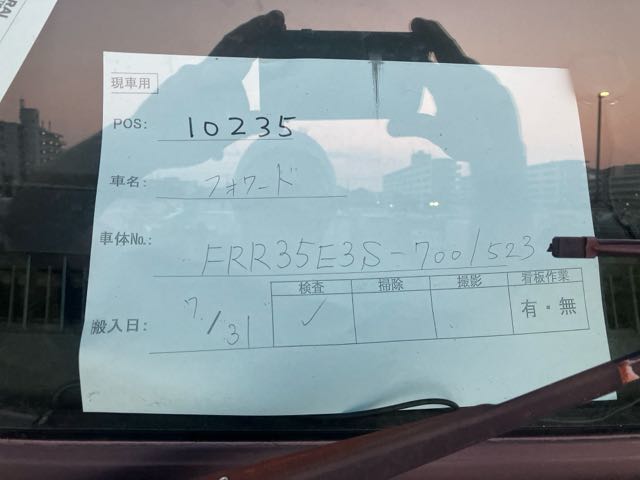 現車用
POS: 10235
車名: フォワード
車体No.: FRR35E3S-7001523
検査 掃除 撮影 看板作業
搬入日: 7/31 ✓ 有・無